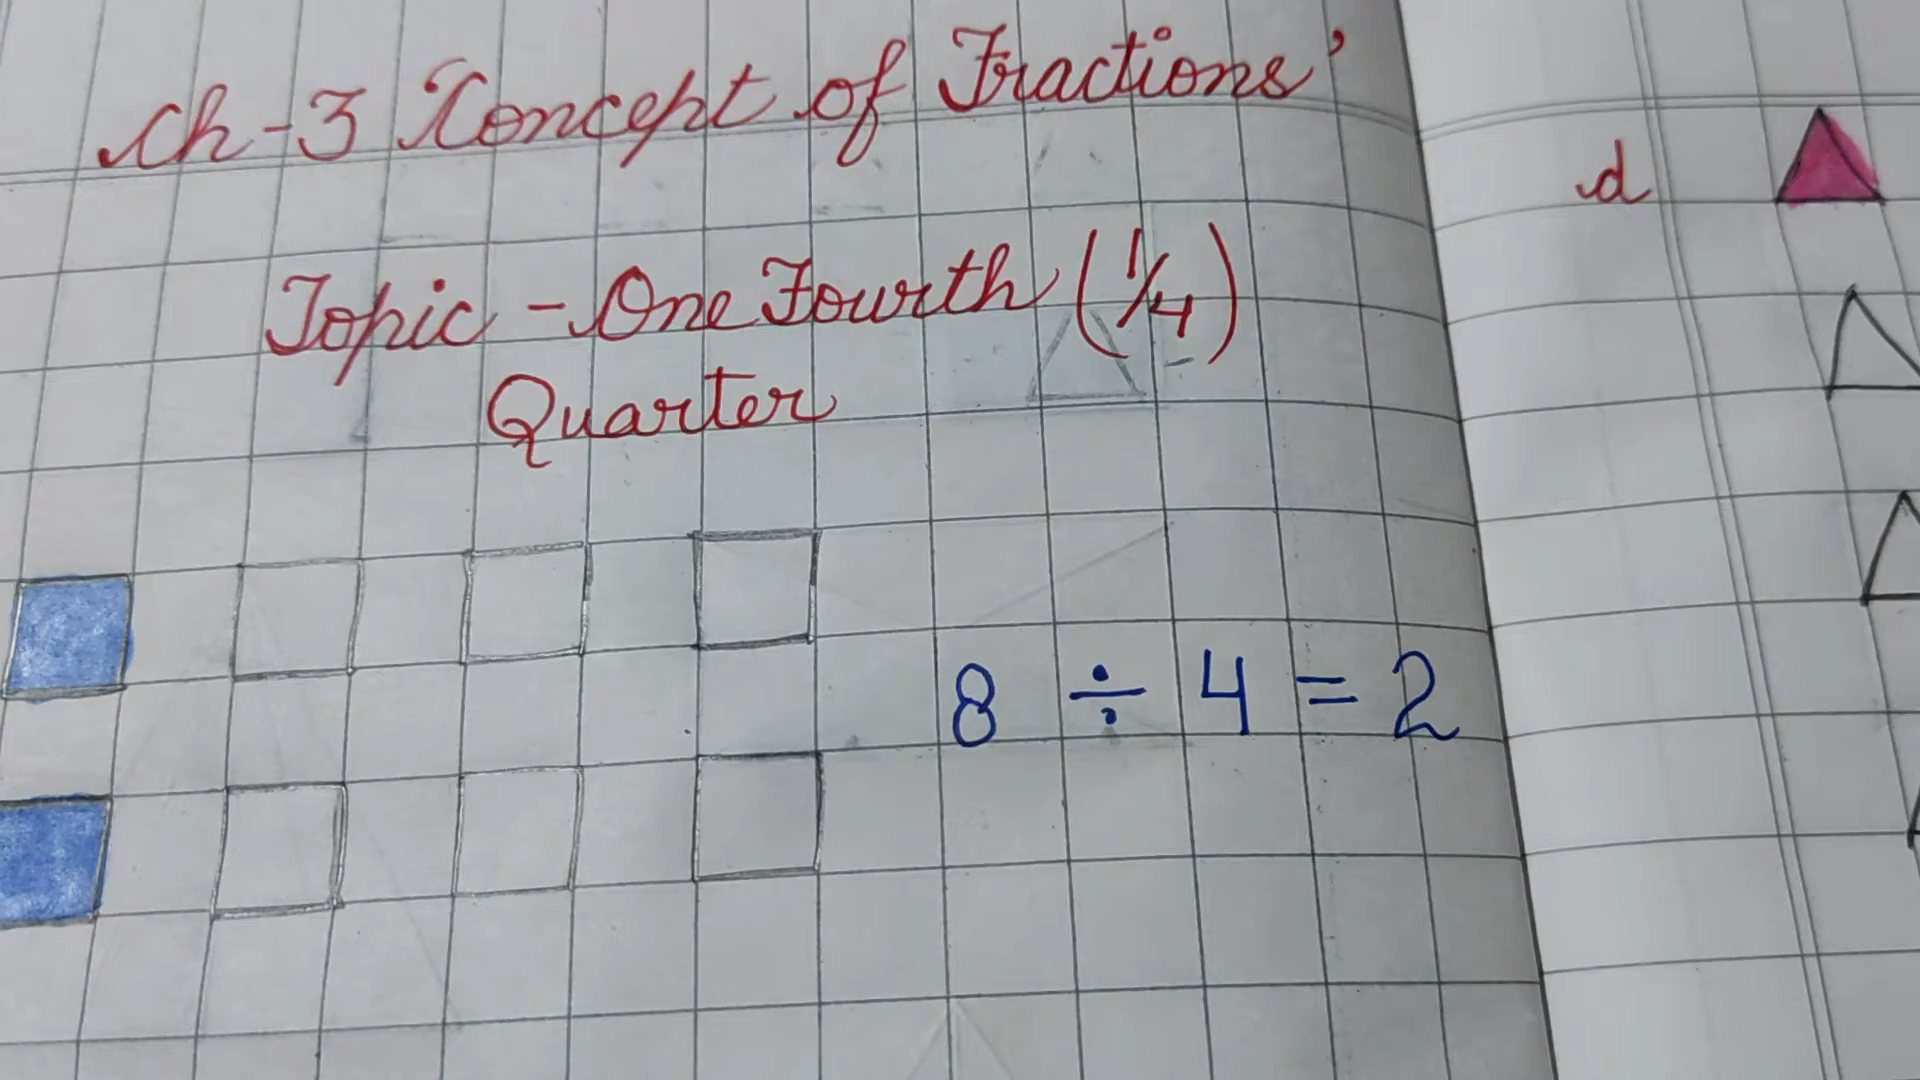 Ch-3 Concept of Fractions'
Topic - One Fourth (1/4)
Quarter
8 ÷ 4 = 2
d